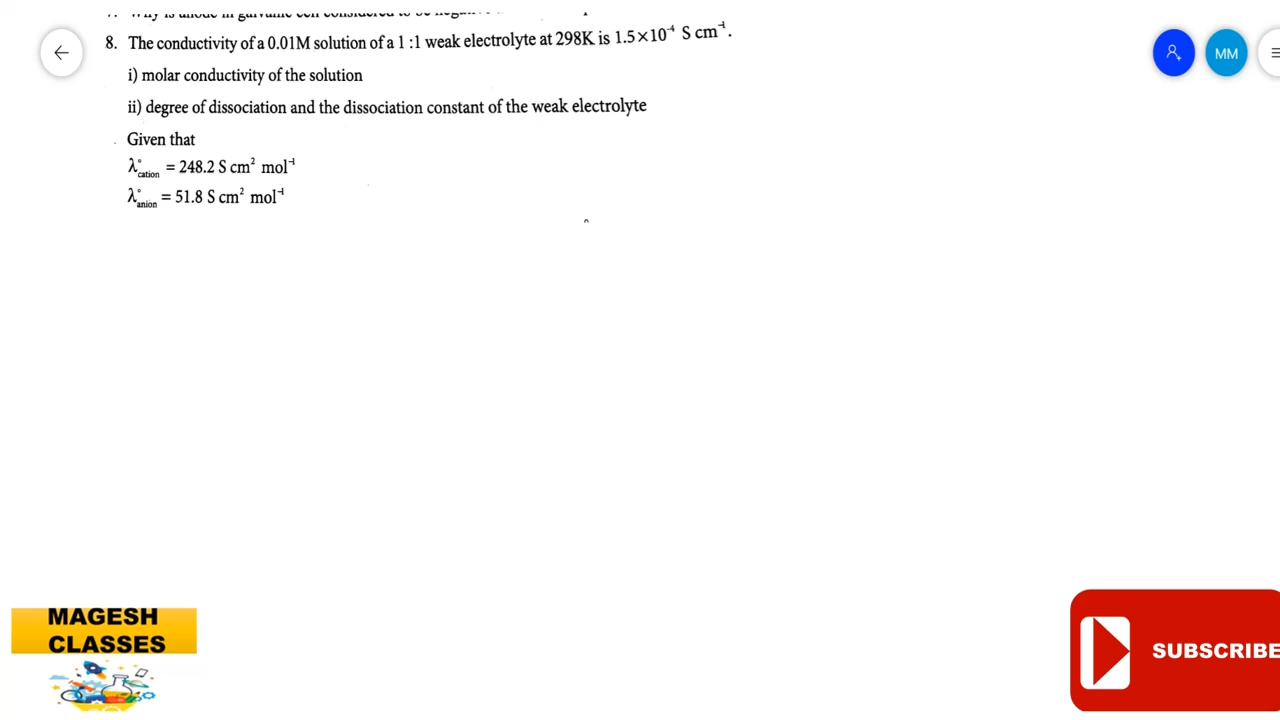 8. The conductivity of a 0.01M solution of a 1 :1 weak electrolyte at 298K is 1.5×10⁻⁴ S cm⁻¹.
i) molar conductivity of the solution
ii) degree of dissociation and the dissociation constant of the weak electrolyte
Given that
λ°cation = 248.2 S cm² mol⁻¹
λ°anion = 51.8 S cm² mol⁻¹
MM
MAGESH
CLASSES
SUBSCRIBE